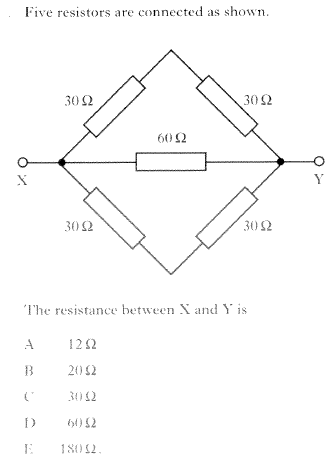 Five resistors are connected as shown.
30 Ω 30 Ω
60 Ω
X Y
30 Ω 30 Ω
The resistance between X and Y is
A 12 Ω
B 20 Ω
C 30 Ω
D 60 Ω
E 180 Ω.